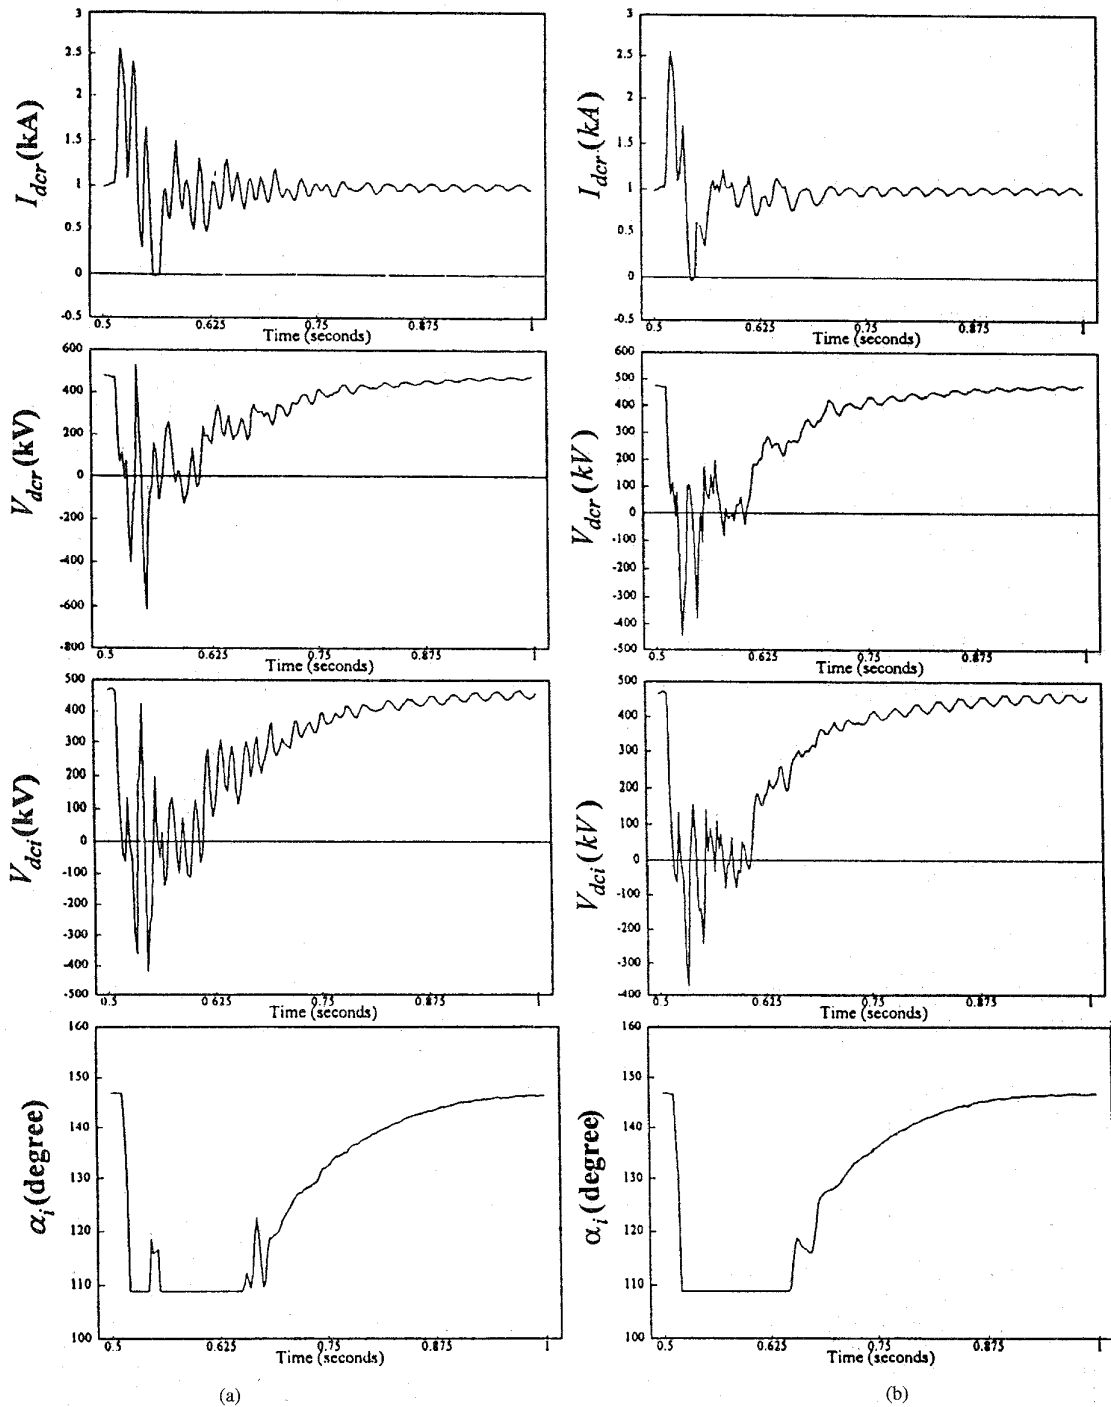 I_dcr (kA)
3
2.5
2
1.5
1
0.5
0
-0.5
0.5 0.625 0.75 0.875 1
Time (seconds)
I_dcr (kA)
3
2.5
2
1.5
1
0.5
0
-0.5
0.5 0.625 0.75 0.875 1
Time (seconds)
V_dcr (kV)
600
400
200
0
-200
-400
-600
-800
0.5 0.625 0.75 0.875 1
Time (seconds)
V_dcr (kV)
600
500
400
300
200
100
0
-100
-200
-300
-400
-500
0.5 0.625 0.75 0.875 1
Time (seconds)
V_dci (kV)
500
400
300
200
100
0
-100
-200
-300
-400
-500
0.5 0.625 0.75 0.875 1
Time (seconds)
V_dci (kV)
500
400
300
200
100
0
-100
-200
-300
-400
0.5 0.625 0.75 0.875 1
Time (seconds)
α_i (degree)
160
150
140
130
120
110
100
0.5 0.625 0.75 0.875 1
Time (seconds)
α_i (degree)
160
150
140
130
120
110
100
0.5 0.625 0.75 0.875 1
Time (seconds)
(a)
(b)